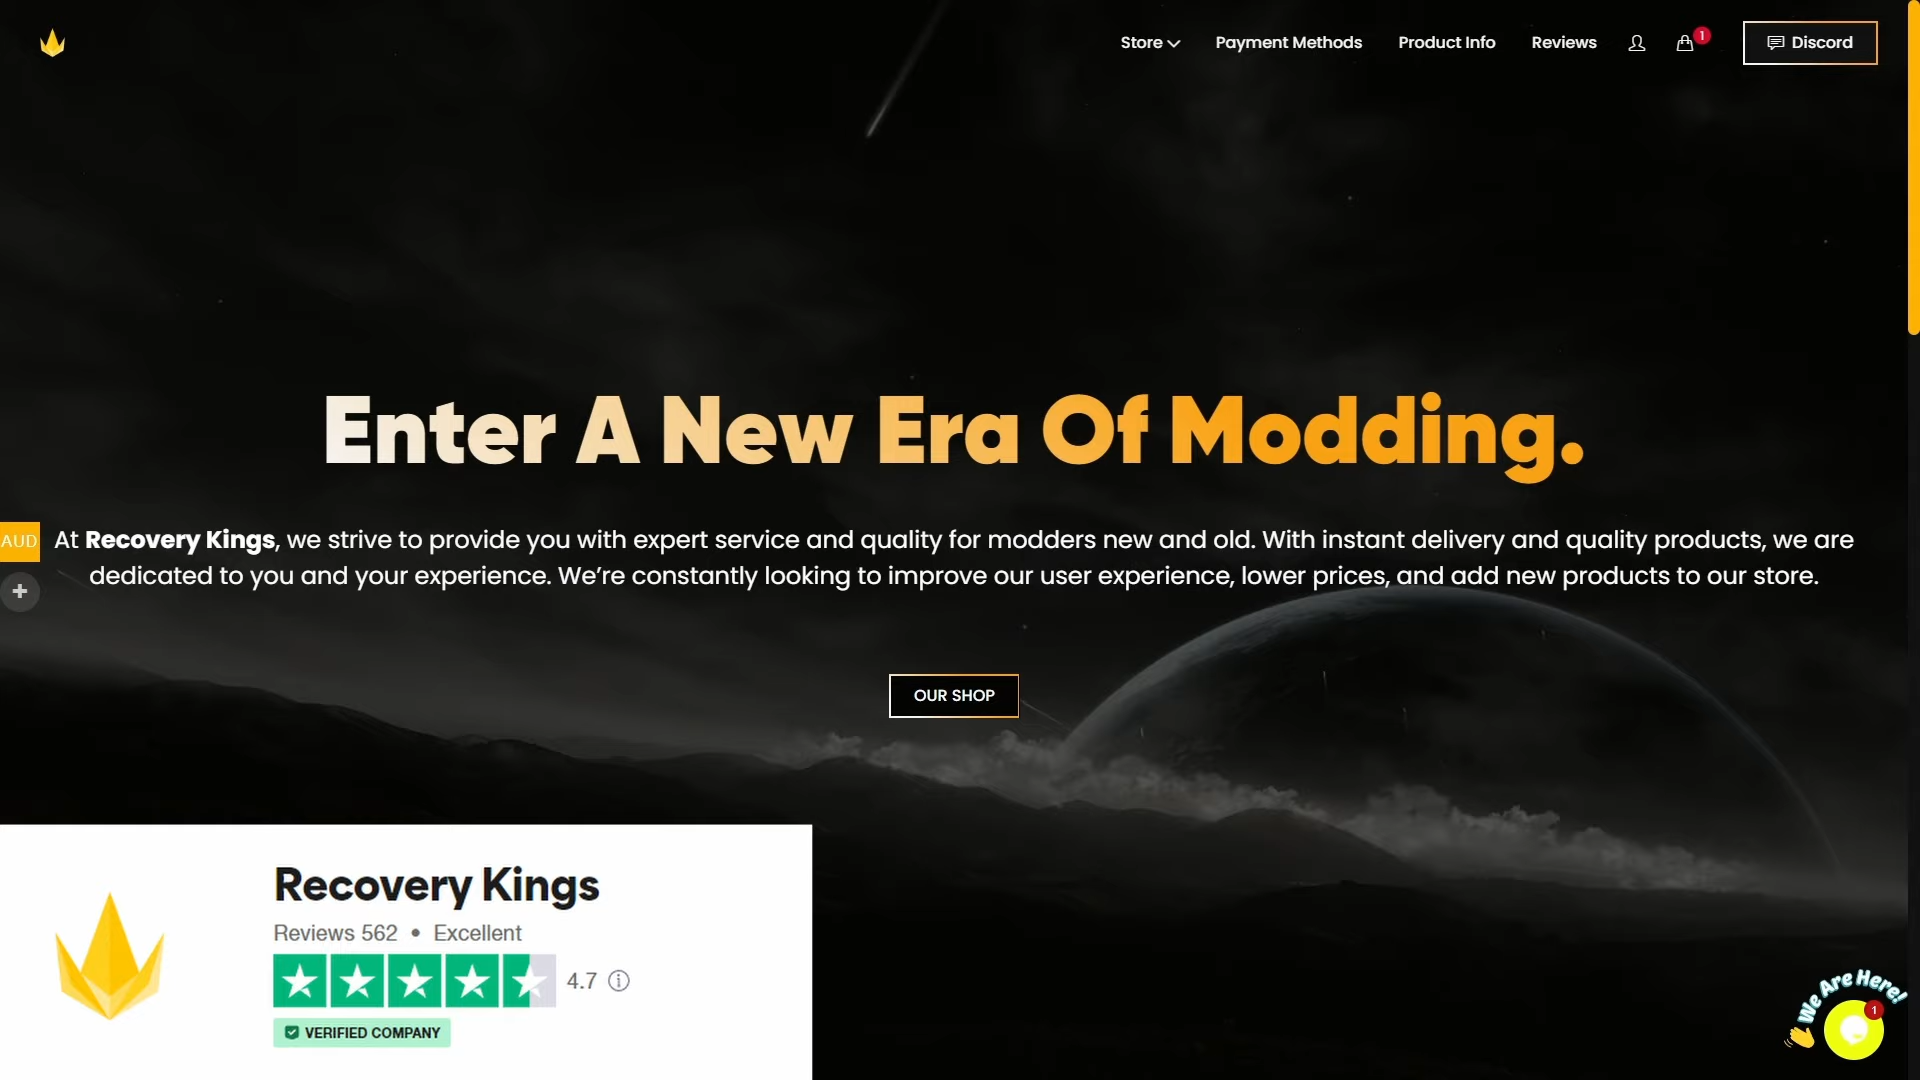 Store
Payment Methods
Product Info
Reviews
1
Discord
Enter A New Era Of Modding.
AUD
At Recovery Kings, we strive to provide you with expert service and quality for modders new and old. With instant delivery and quality products, we are
dedicated to you and your experience. We’re constantly looking to improve our user experience, lower prices, and add new products to our store.
+
OUR SHOP
Recovery Kings
Reviews 562 • Excellent
4.7
VERIFIED COMPANY
We Are Here!
1